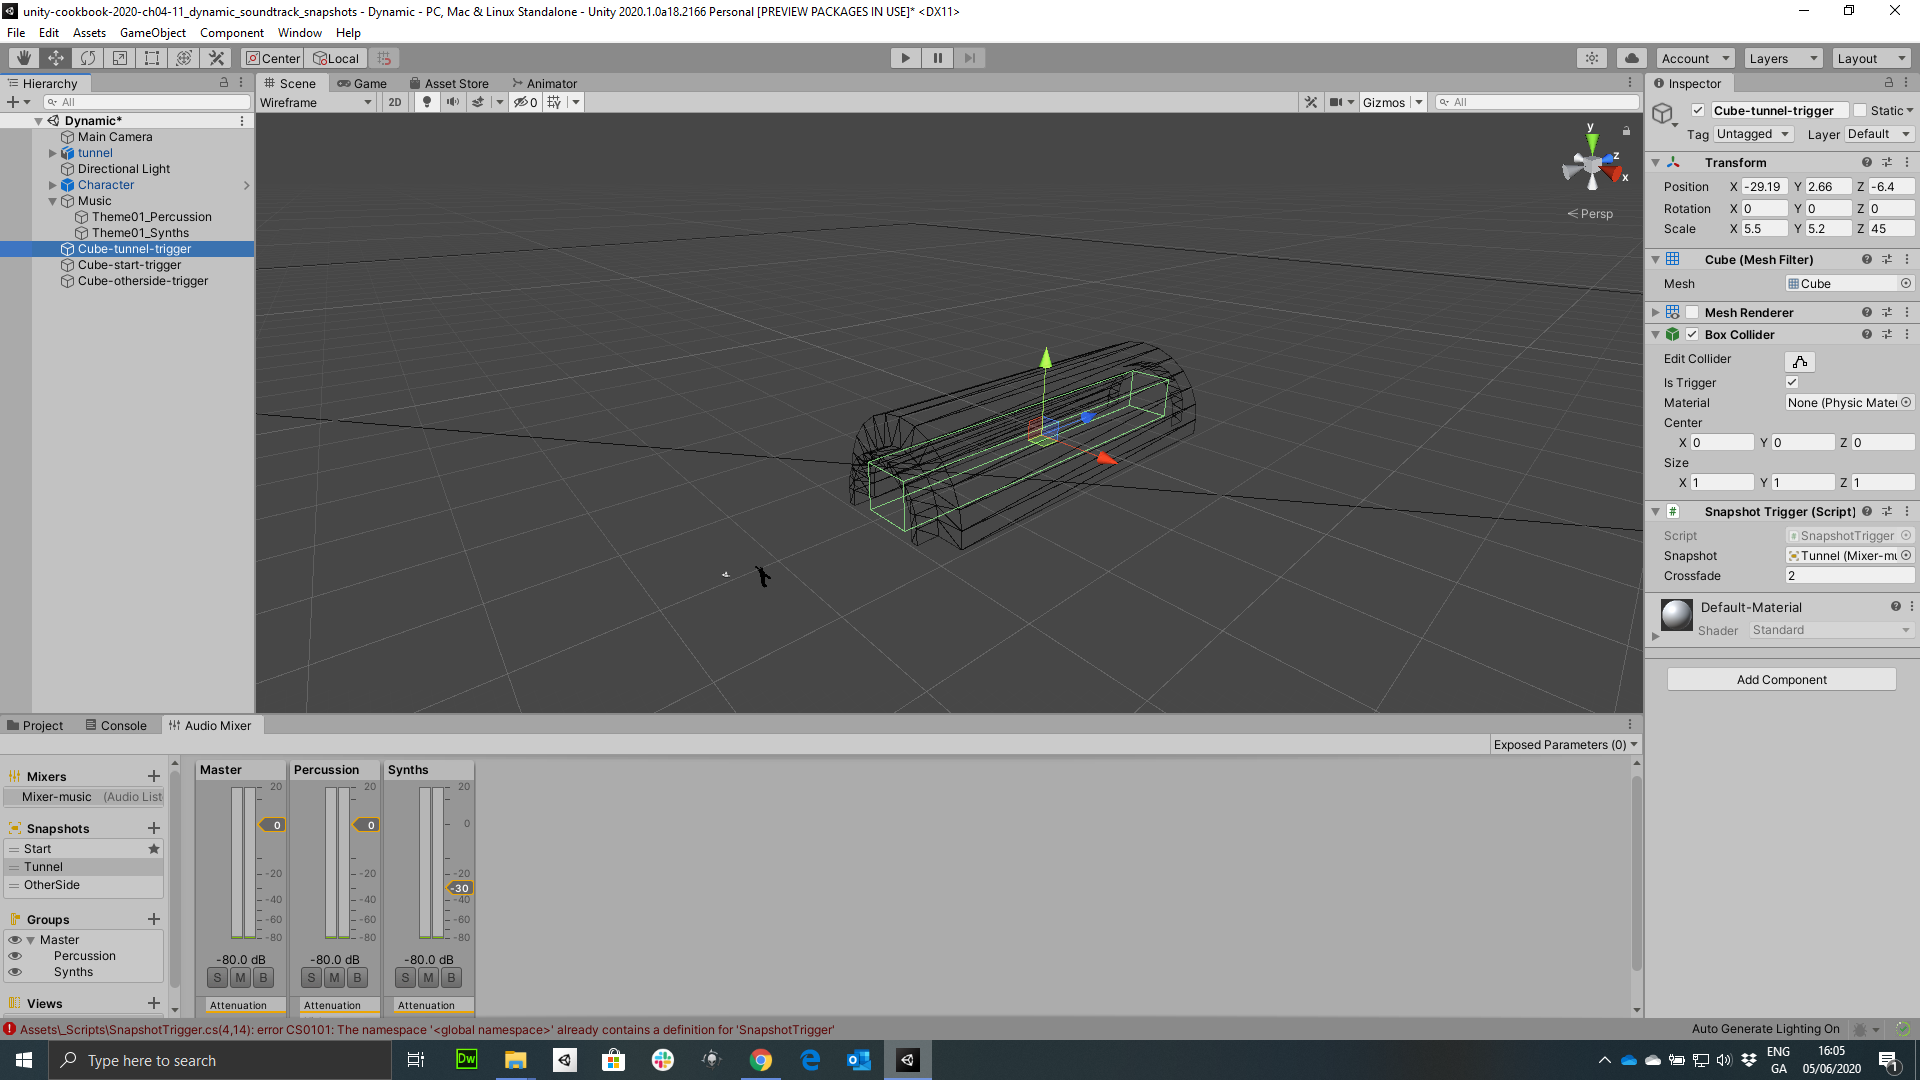 unity-cookbook-2020-ch04-11_dynamic_soundtrack_snapshots - Dynamic - PC, Mac & Linux Standalone - Unity 2020.1.0a18.2166 Personal [PREVIEW PACKAGES IN USE]* <DX11>
File Edit Assets GameObject Component Window Help
Center Local Account Layers Layout
Hierarchy Scene Game Asset Store Animator Inspector
All Wireframe 2D 0 Gizmos All
Dynamic*
Main Camera
tunnel
Directional Light
Character
Music
Theme01_Percussion
Theme01_Synths
Cube-tunnel-trigger
Cube-start-trigger
Cube-otherside-trigger
y
z
x
Persp
Cube-tunnel-trigger Static
Tag Untagged Layer Default
Transform
Position X -29.19 Y 2.66 Z -6.4
Rotation X 0 Y 0 Z 0
Scale X 5.5 Y 5.2 Z 45
Cube (Mesh Filter)
Mesh Cube
Mesh Renderer
Box Collider
Edit Collider
Is Trigger
Material None (Physic Mater
Center
X 0 Y 0 Z 0
Size
X 1 Y 1 Z 1
# Snapshot Trigger (Script)
Script SnapshotTrigger
Snapshot Tunnel (Mixer-mu
Crossfade 2
Default-Material
Shader Standard
Add Component
Project Console Audio Mixer
Exposed Parameters (0)
Mixers
Mixer-music (Audio List
Snapshots
Start
Tunnel
OtherSide
Groups
Master
Percussion
Synths
Views
Master Percussion Synths
20 20 20
0 0 0
-20 -20 -20
-30
-40 -40 -40
-60 -60 -60
-80 -80 -80
-80.0 dB -80.0 dB -80.0 dB
S M B S M B S M B
Attenuation Attenuation Attenuation
Assets\_Scripts\SnapshotTrigger.cs(4,14): error CS0101: The namespace '<global namespace>' already contains a definition for 'SnapshotTrigger'
Auto Generate Lighting On
Type here to search
Dw
ENG
GA
16:05
05/06/2020
1